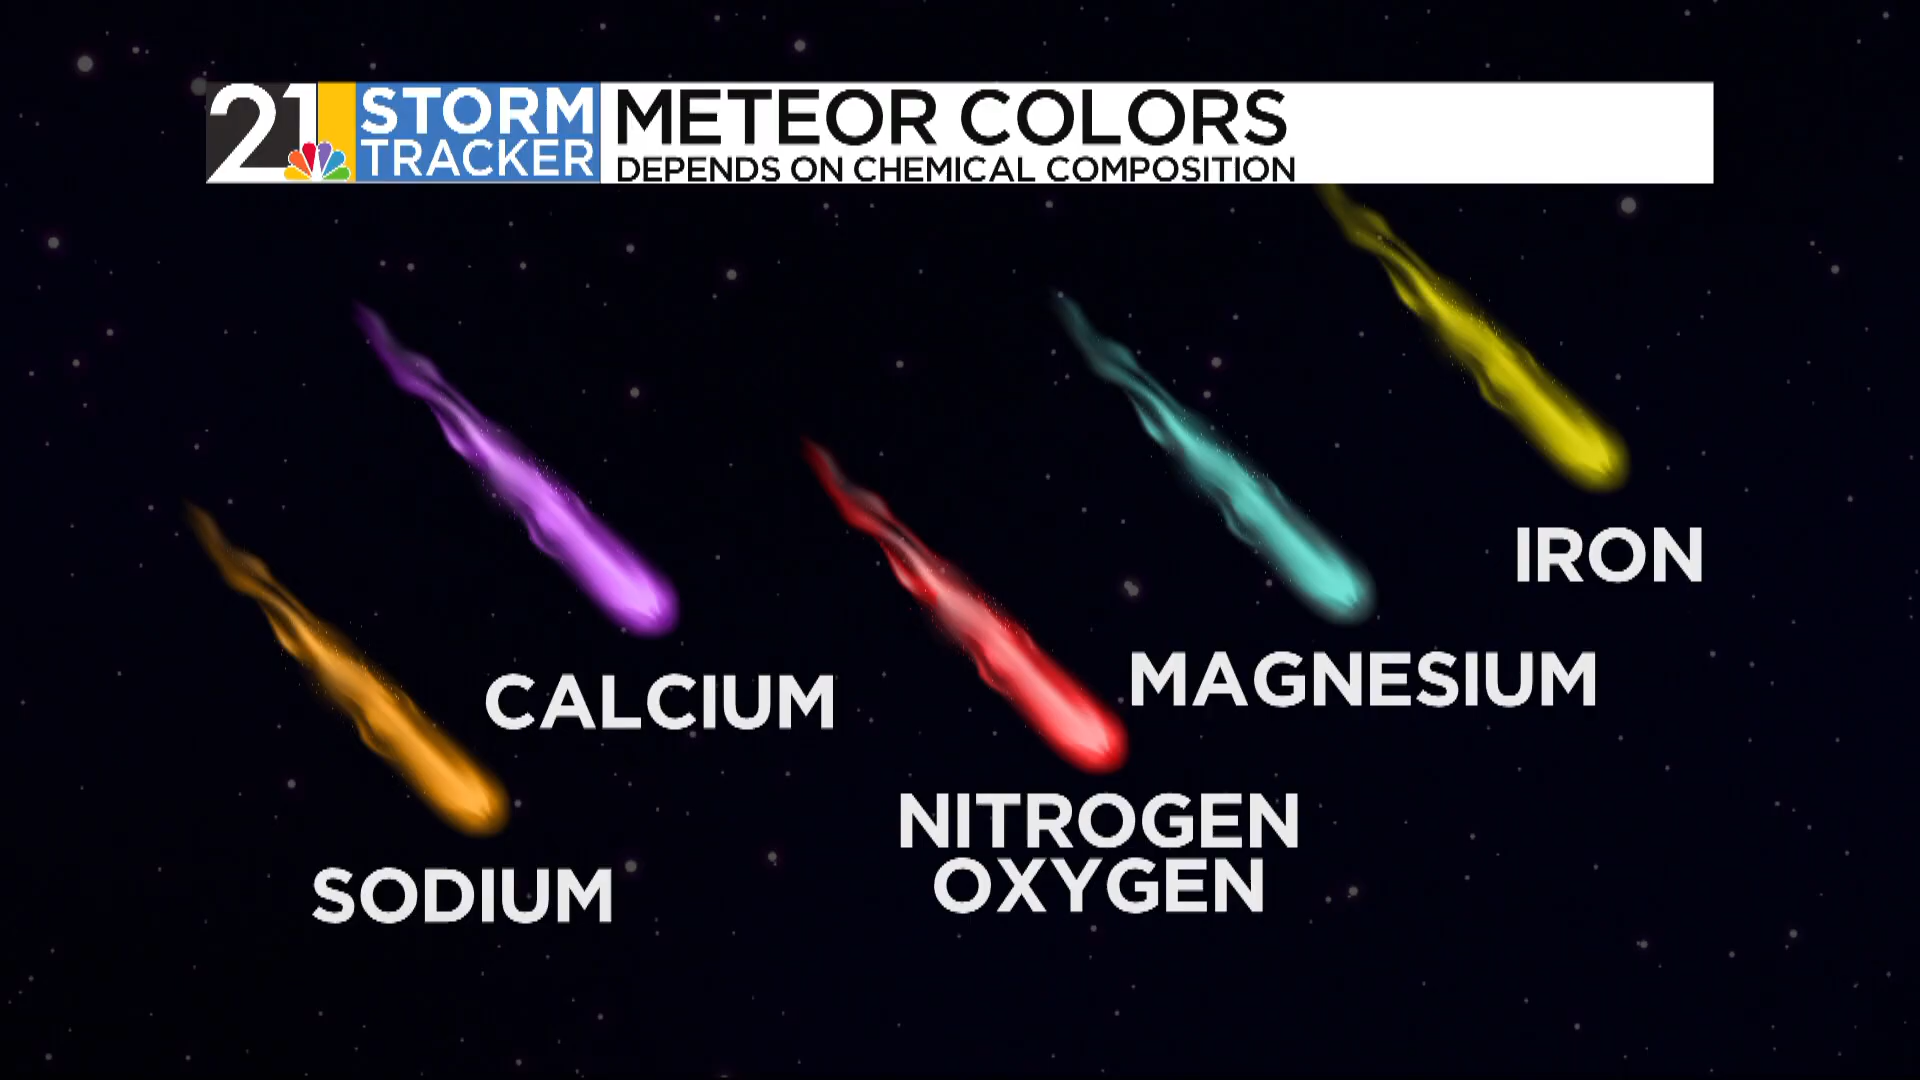 21 STORM TRACKER
METEOR COLORS
DEPENDS ON CHEMICAL COMPOSITION
IRON
MAGNESIUM
CALCIUM
NITROGEN
OXYGEN
SODIUM